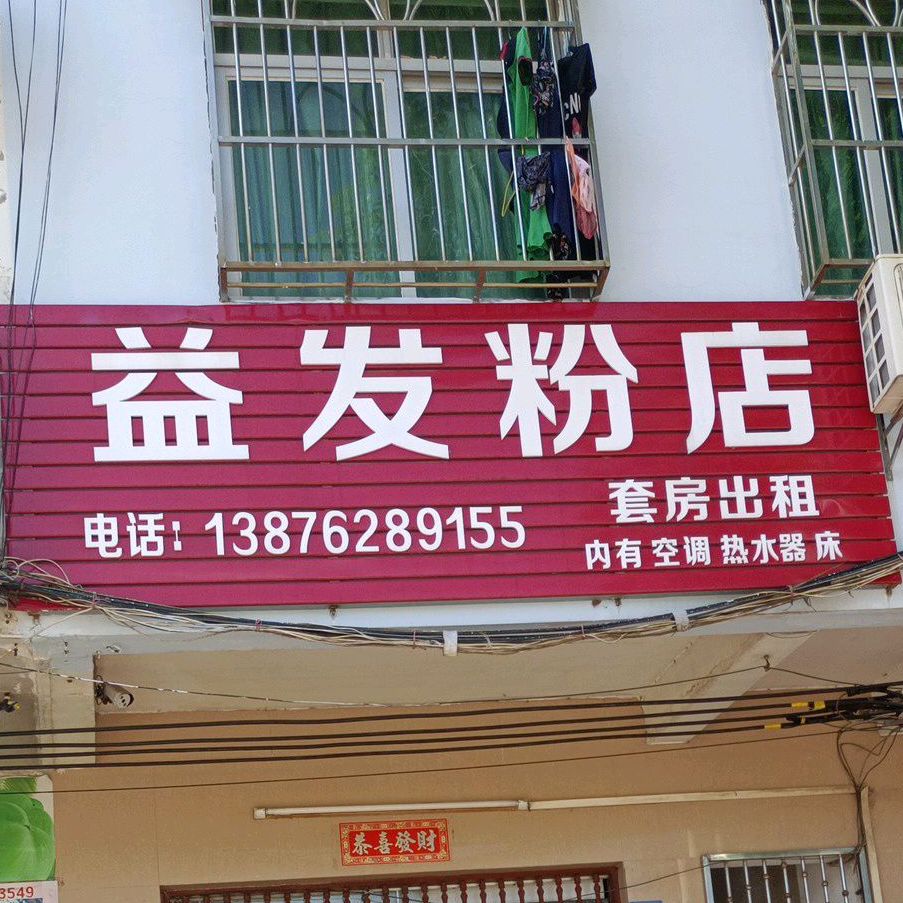 益发粉店
套房出租
电话：13876289155
内有 空调 热水器 床
恭喜發財
3549